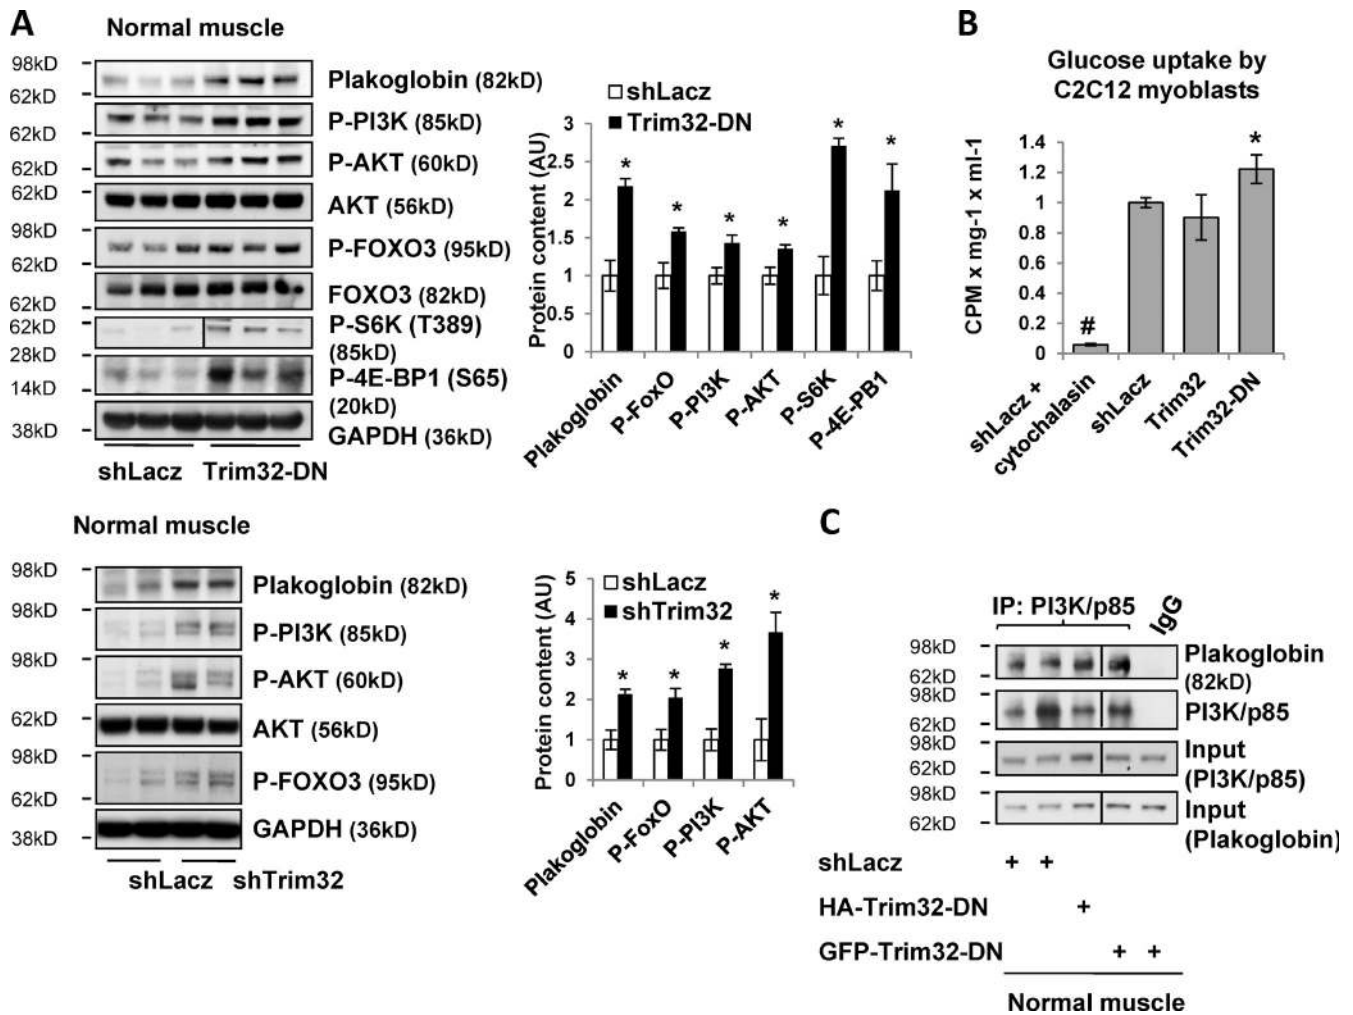 A
Normal muscle
98kD
62kD
Plakoglobin (82kD)
62kD
P-PI3K (85kD)
62kD
P-AKT (60kD)
62kD
AKT (56kD)
98kD
62kD
P-FOXO3 (95kD)
62kD
FOXO3 (82kD)
62kD
P-S6K (T389)
(85kD)
28kD
14kD
P-4E-BP1 (S65)
(20kD)
38kD
GAPDH (36kD)
shLacz Trim32-DN
shLacz
Trim32-DN
Protein content (AU)
3
2.5
2
1.5
1
0.5
0
* * * * * *
Plakoglobin
P-FoxO
P-PI3K
P-AKT
P-S6K
P-4E-PB1
B
Glucose uptake by
C2C12 myoblasts
CPM x mg-1 x ml-1
1.4
1.2
1
0.8
0.6
0.4
0.2
0
# *
shLacz +
cytochalasin
shLacz
Trim32
Trim32-DN
Normal muscle
98kD
Plakoglobin (82kD)
98kD
62kD
P-PI3K (85kD)
98kD
62kD
P-AKT (60kD)
62kD
AKT (56kD)
98kD
62kD
P-FOXO3 (95kD)
38kD
GAPDH (36kD)
shLacz shTrim32
shLacz
shTrim32
Protein content (AU)
5
4
3
2
1
0
* * * *
Plakoglobin
P-FoxO
P-PI3K
P-AKT
C
IP: PI3K/p85 IgG
98kD
62kD
Plakoglobin
(82kD)
98kD
62kD
PI3K/p85
98kD
62kD
Input
(PI3K/p85)
98kD
62kD
Input
(Plakoglobin)
shLacz + +
HA-Trim32-DN +
GFP-Trim32-DN + +
Normal muscle